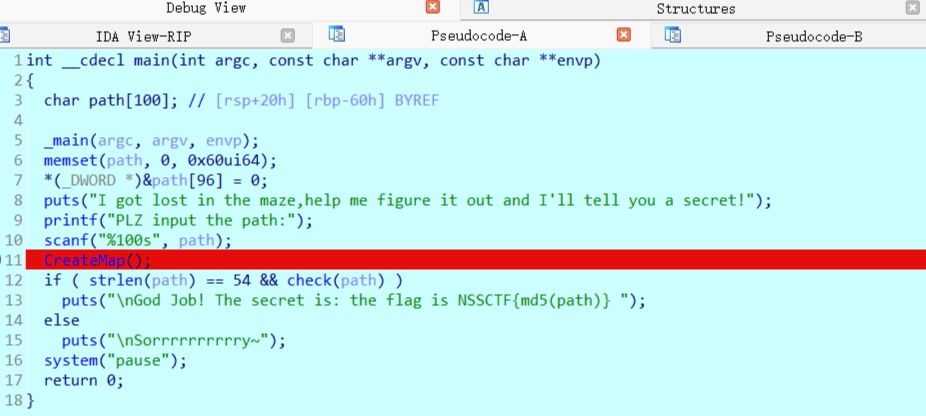 Debug View
Structures
IDA View-RIP
Pseudocode-A
Pseudocode-B
1 int __cdecl main(int argc, const char **argv, const char **envp)
2 {
3   char path[100]; // [rsp+20h] [rbp-60h] BYREF
4
5   _main(argc, argv, envp);
6   memset(path, 0, 0x60ui64);
7   *(_DWORD *)&path[96] = 0;
8   puts("I got lost in the maze,help me figure it out and I'll tell you a secret!");
9   printf("PLZ input the path:");
10   scanf("%100s", path);
11   CreateMap();
12   if ( strlen(path) == 54 && check(path) )
13     puts("\nGod Job! The secret is: the flag is NSSCTF{md5(path)} ");
14   else
15     puts("\nSorrrrrrrrrry~");
16   system("pause");
17   return 0;
18 }